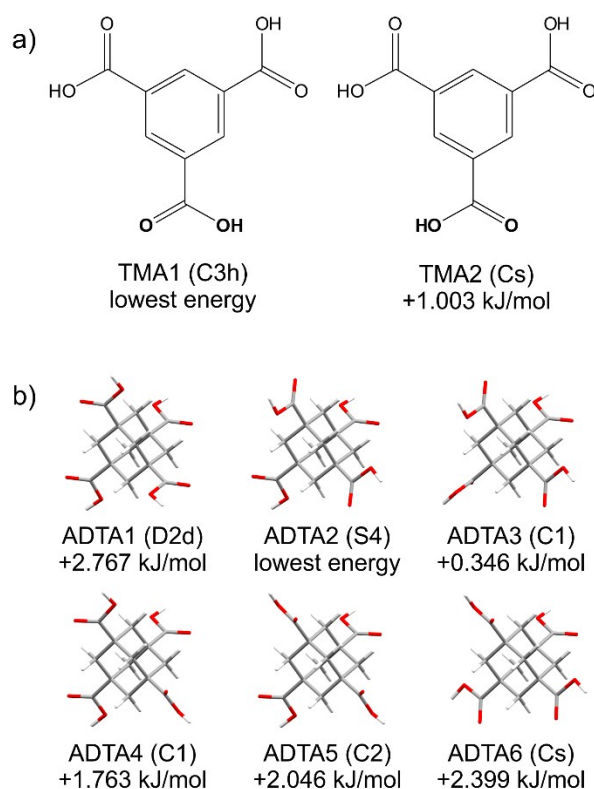 a)
O
OH
HO
O
O
OH
TMA1 (C3h)
lowest energy
O
OH
HO
O
HO
O
TMA2 (Cs)
+1.003 kJ/mol
b)
ADTA1 (D2d)
+2.767 kJ/mol
ADTA2 (S4)
lowest energy
ADTA3 (C1)
+0.346 kJ/mol
ADTA4 (C1)
+1.763 kJ/mol
ADTA5 (C2)
+2.046 kJ/mol
ADTA6 (Cs)
+2.399 kJ/mol